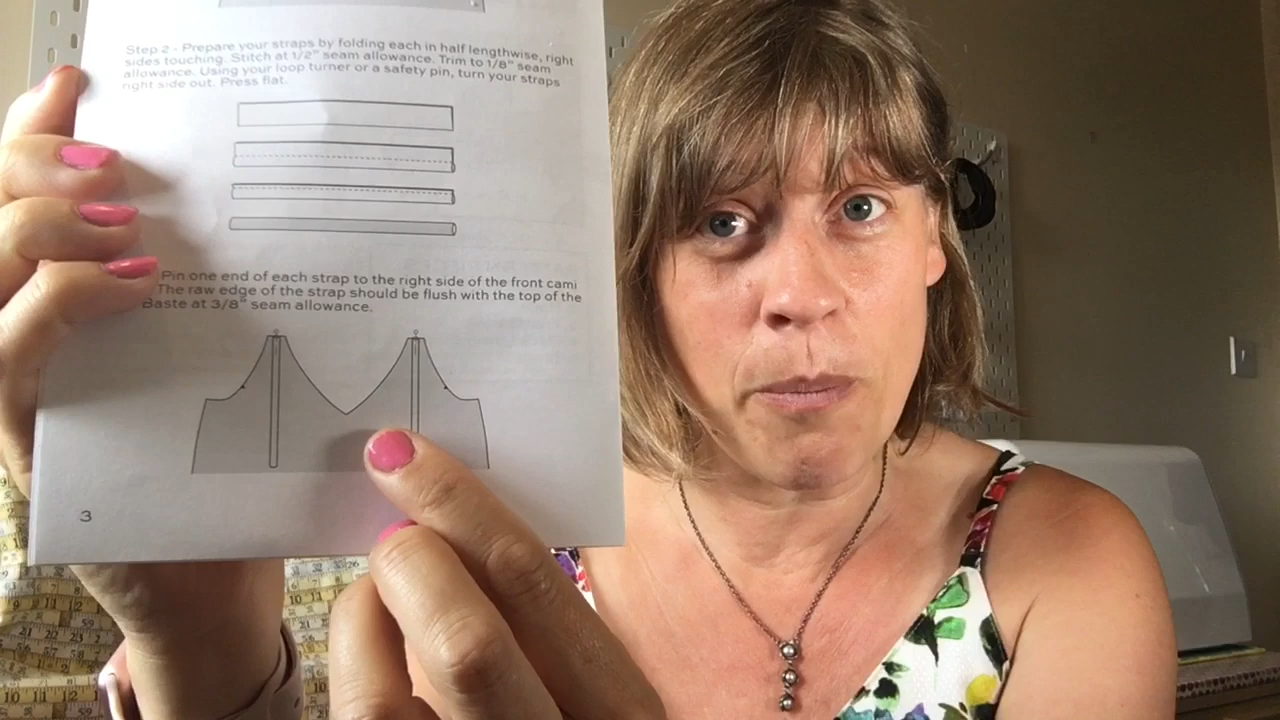 Step 2 - Prepare your straps by folding each in half lengthwise, right
sides touching. Stitch at 1/2" seam allowance. Trim to 1/8" seam
allowance. Using your loop turner or a safety pin, turn your straps
right side out. Press flat.
Pin one end of each strap to the right side of the front cami
The raw edge of the strap should be flush with the top of the
Baste at 3/8" seam allowance.
3